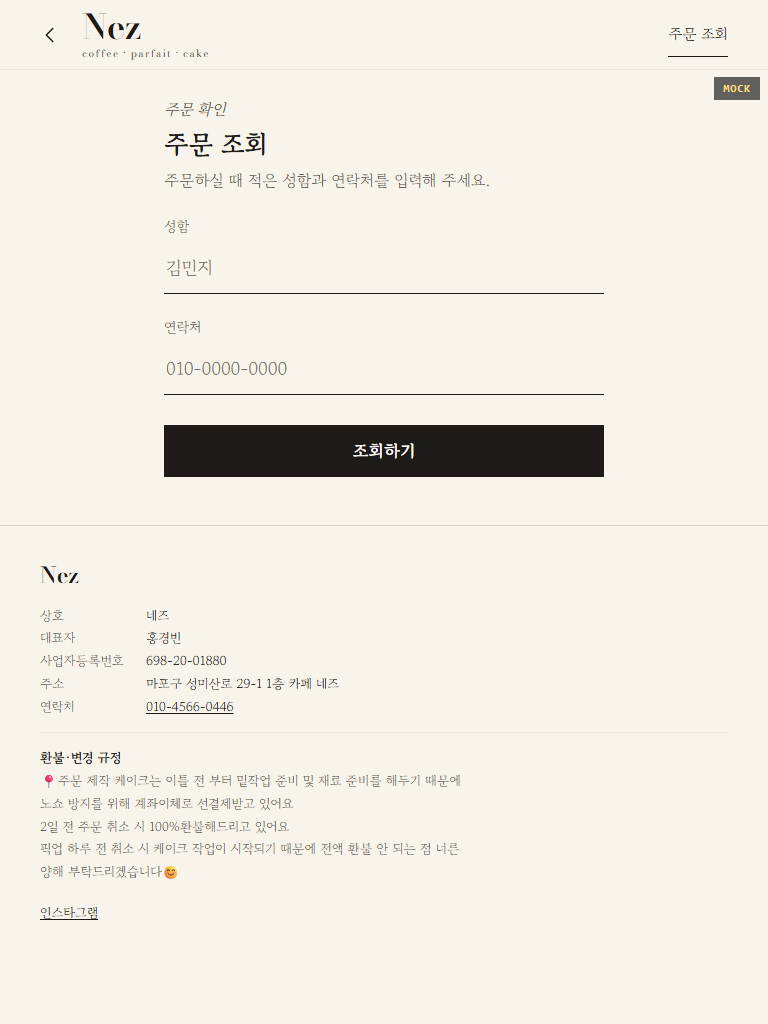 Nez
coffee · parfait · cake
주문 조회
MOCK
주문 확인
주문 조회
주문하실 때 적은 성함과 연락처를 입력해 주세요.
성함
김민지
연락처
010-0000-0000
조회하기
Nez
상호 네즈
대표자 홍경빈
사업자등록번호 698-20-01880
주소 마포구 성미산로 29-1 1층 카페 네즈
연락처 010-4566-0446
환불·변경 규정
📍주문 제작 케이크는 이틀 전 부터 밑작업 준비 및 재료 준비를 해두기 때문에
노쇼 방지를 위해 계좌이체로 선결제받고 있어요
2일 전 주문 취소 시 100%환불해드리고 있어요
픽업 하루 전 취소 시 케이크 작업이 시작되기 때문에 전액 환불 안 되는 점 너른
양해 부탁드리겠습니다😊
인스타그램